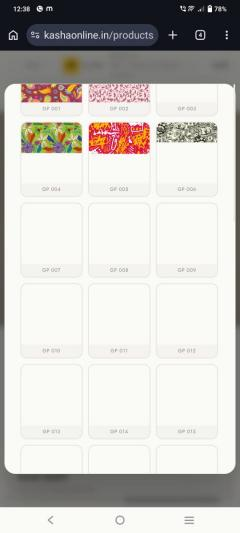 12:38
78%
kashaonline.in/products
4
GP 001 GP 002 GP 003
GP 004 GP 005 GP 006
GP 007 GP 008 GP 009
GP 010 GP 011 GP 012
GP 013 GP 014 GP 015